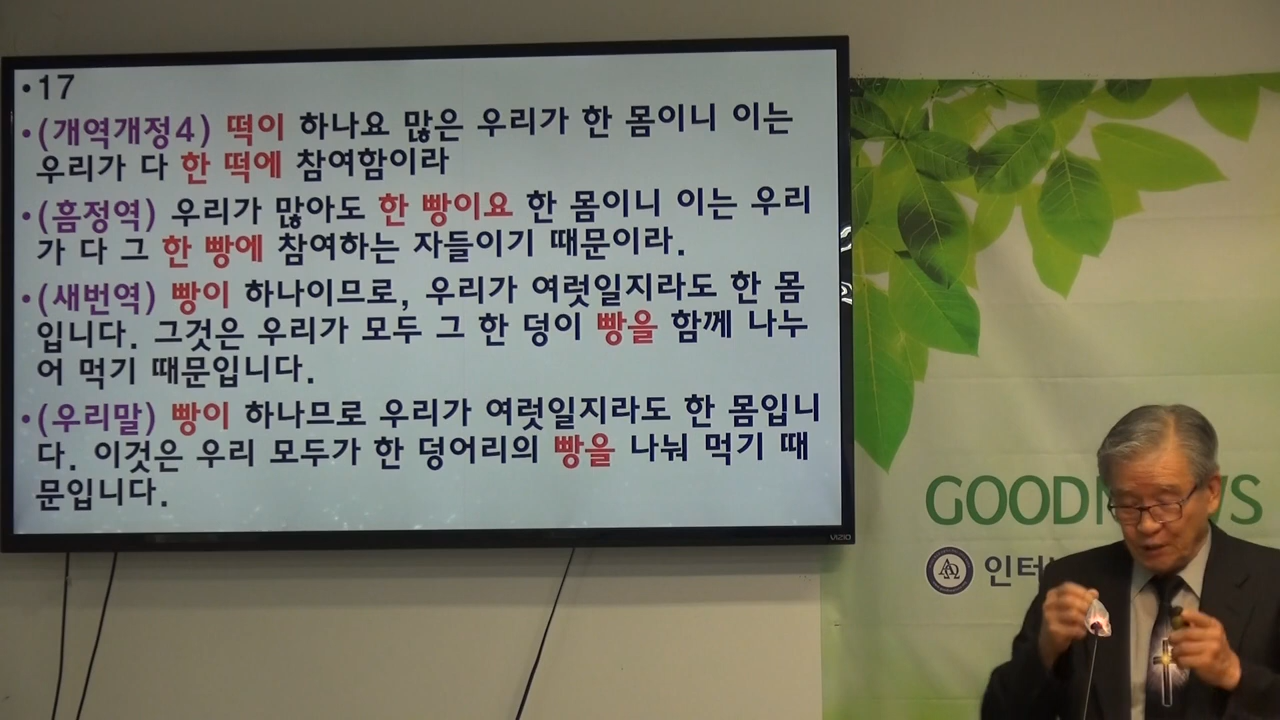 •17
•(개역개정4) 떡이 하나요 많은 우리가 한 몸이니 이는
우리가 다 한 떡에 참여함이라
•(흠정역) 우리가 많아도 한 빵이요 한 몸이니 이는 우리
가 다 그 한 빵에 참여하는 자들이기 때문이라.
•(새번역) 빵이 하나이므로, 우리가 여럿일지라도 한 몸
입니다. 그것은 우리가 모두 그 한 덩이 빵을 함께 나누
어 먹기 때문입니다.
•(우리말) 빵이 하나므로 우리가 여럿일지라도 한 몸입니
다. 이것은 우리 모두가 한 덩어리의 빵을 나눠 먹기 때
문입니다.
VIZIO
GOODN WS
AΩ
인터